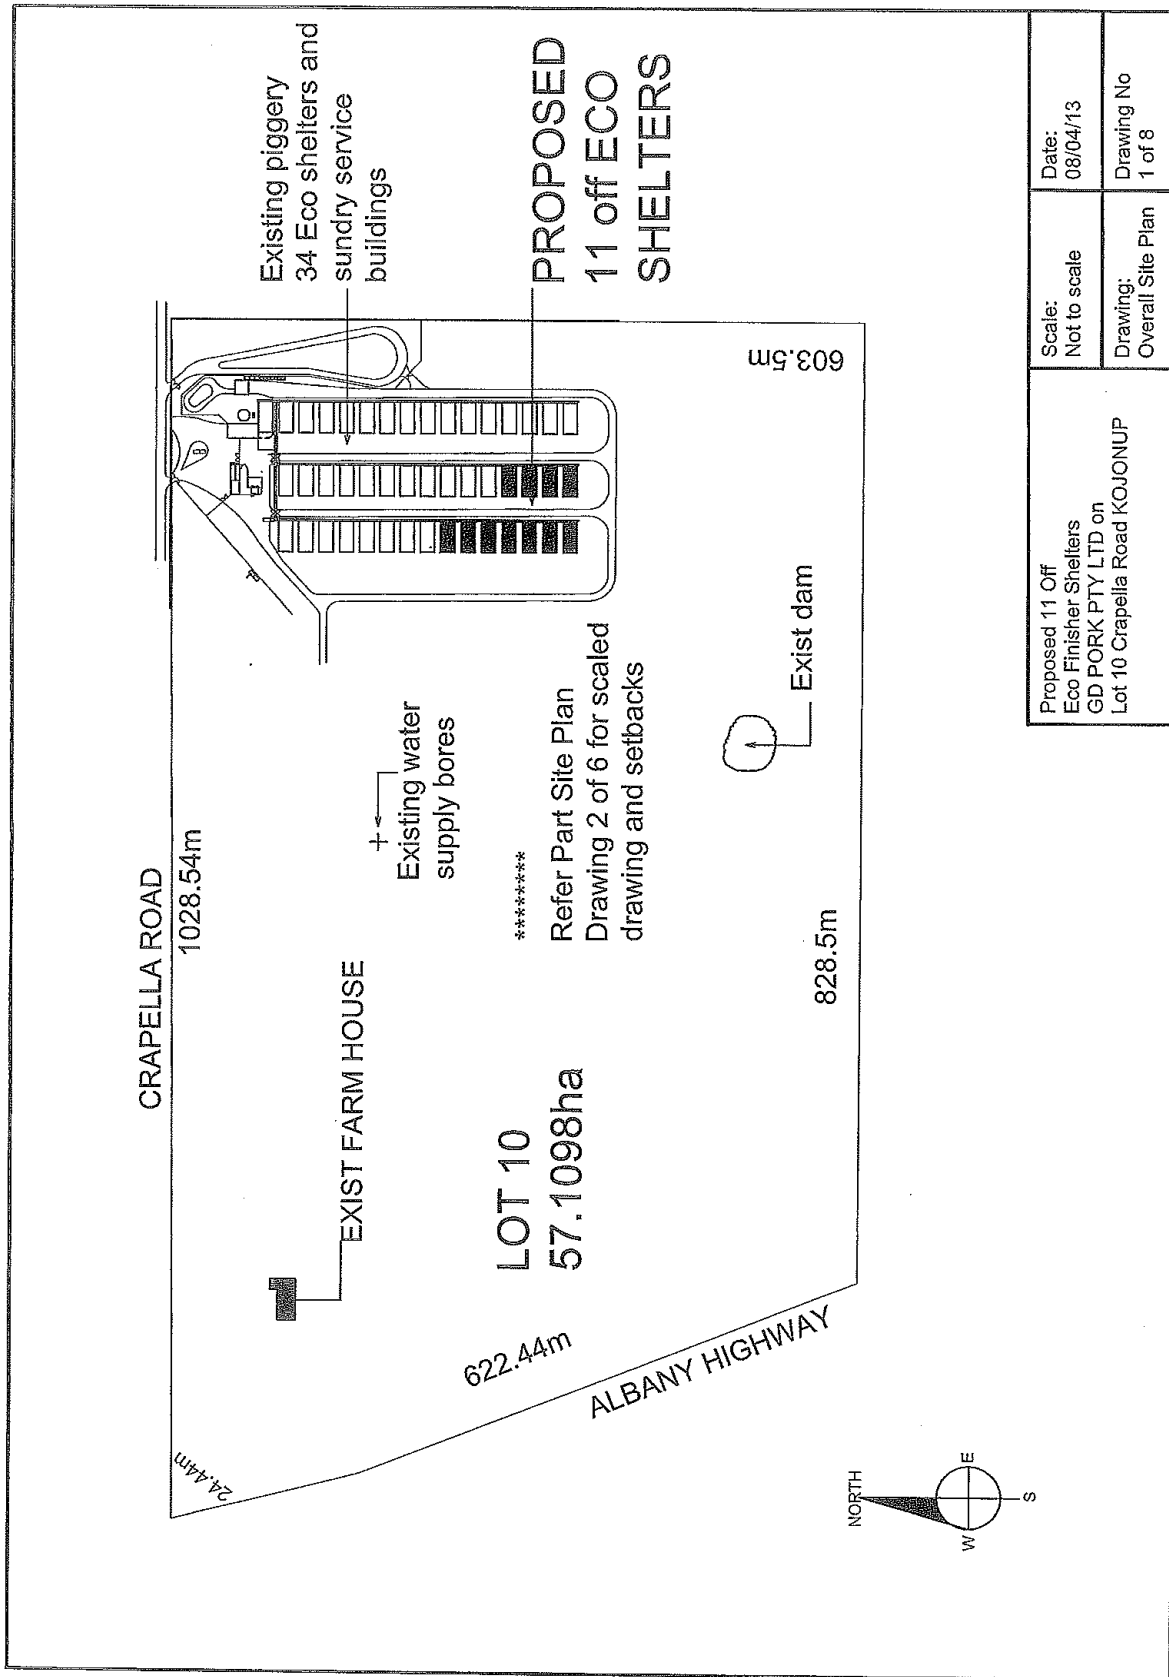 CRAPELLA ROAD
1028.54m
24.44m
EXIST FARM HOUSE
622.44m
ALBANY HIGHWAY
LOT 10
57.1098ha
Existing water
supply bores
********
Refer Part Site Plan
Drawing 2 of 6 for scaled
drawing and setbacks
828.5m
Exist dam
603.5m
Existing piggery
34 Eco shelters and
sundry service
buildings
PROPOSED
11 off ECO
SHELTERS
NORTH
W
E
S
Proposed 11 Off
Eco Finisher Shelters
GD PORK PTY LTD on
Lot 10 Crapella Road KOJONUP
Scale:
Not to scale
Date:
08/04/13
Drawing:
Overall Site Plan
Drawing No
1 of 8